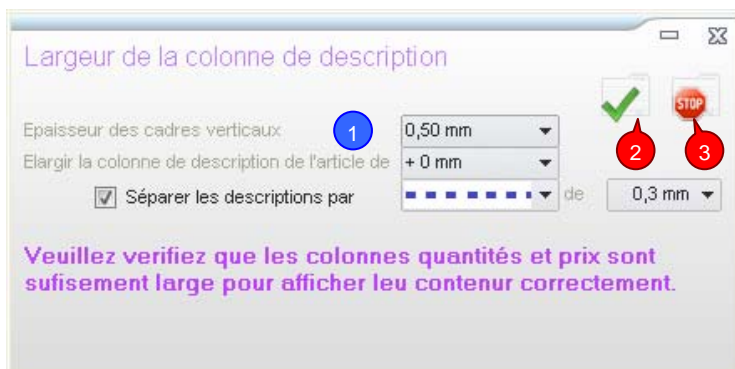 Largeur de la colonne de description
Epaisseur des cadres verticaux 1 0,50 mm
STOP
2 3
Elargir la colonne de description de l'article de + 0 mm
Séparer les descriptions par de 0,3 mm
Veuillez verifiez que les colonnes quantités et prix sont
sufisement large pour afficher leu contenur correctement.